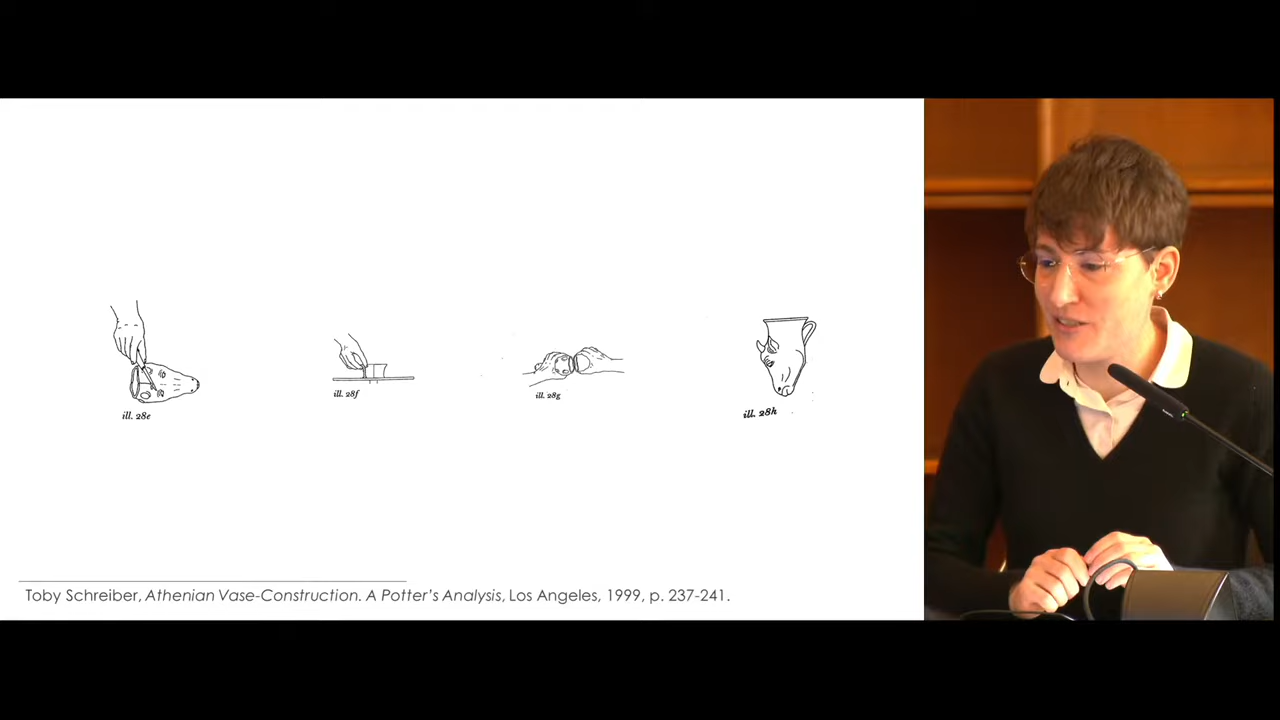 ill. 28e
ill. 28f
ill. 28g
ill. 28h
Toby Schreiber, Athenian Vase-Construction. A Potter's Analysis, Los Angeles, 1999, p. 237-241.